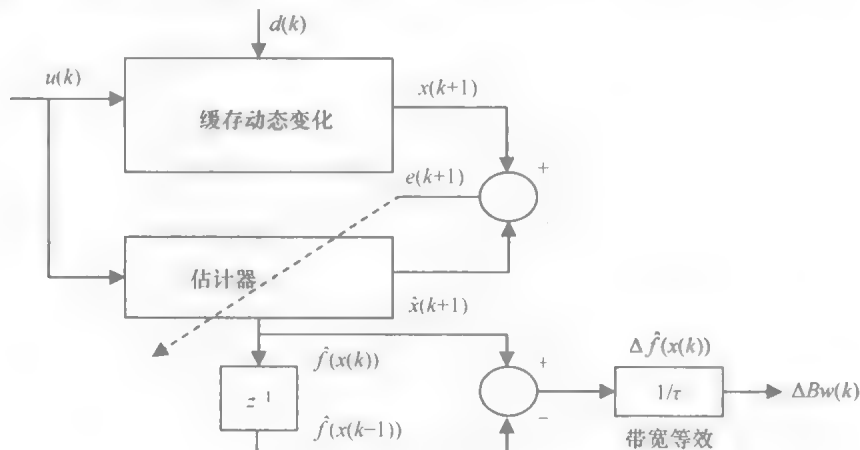 d(k)
u(k)
缓存动态变化
x(k+1)
+
e(k+1)
估计器
x̂(k+1)
f̂(x(k))
+
Δf̂(x(k))
z⁻¹
1/τ
ΔBw(k)
−
f̂(x(k−1))
带宽等效